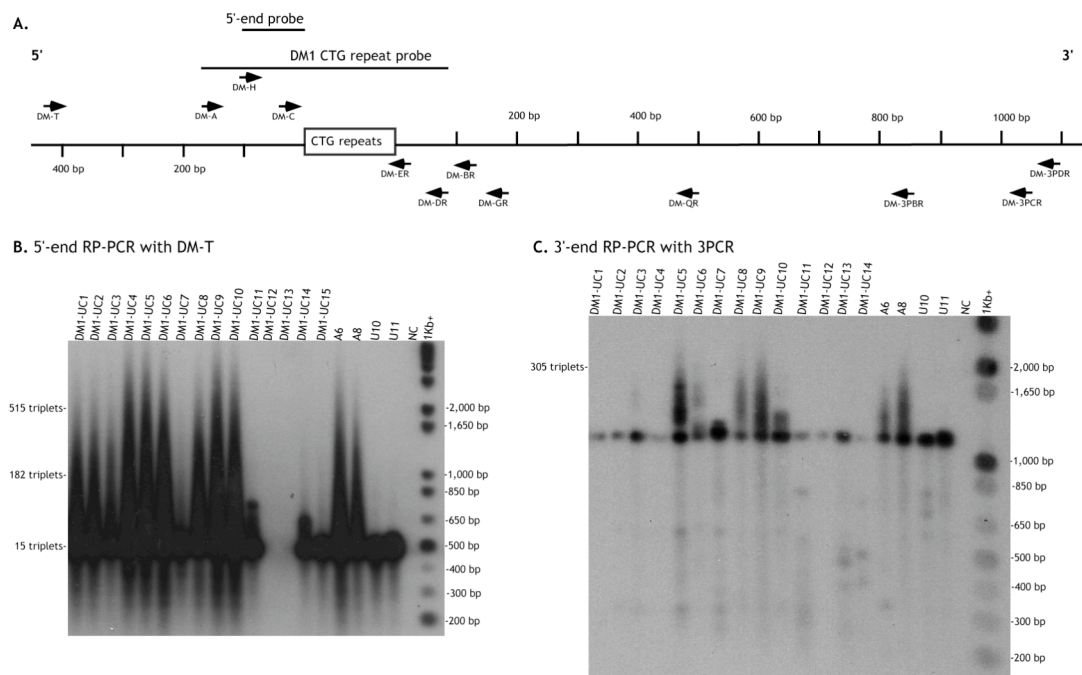 A.
5'-end probe
5'
DM1 CTG repeat probe
3'
DM-H
DM-T
DM-A
DM-C
200 bp
400 bp
600 bp
800 bp
1000 bp
CTG repeats
400 bp
200 bp
DM-ER
DM-BR
DM-3PDR
DM-DR
DM-GR
DM-QR
DM-3PBR
DM-3PCR
B. 5'-end RP-PCR with DM-T
DM1-UC1
DM1-UC2
DM1-UC3
DM1-UC4
DM1-UC5
DM1-UC6
DM1-UC7
DM1-UC8
DM1-UC9
DM1-UC10
DM1-UC11
DM1-UC12
DM1-UC13
DM1-UC14
DM1-UC15
A6
A8
U10
U11
NC
1Kb+
515 triplets-
182 triplets-
15 triplets-
-2,000 bp
-1,650 bp
-1,000 bp
-850 bp
-650 bp
-500 bp
-400 bp
-300 bp
-200 bp
C. 3'-end RP-PCR with 3PCR
DM1-UC1
DM1-UC2
DM1-UC3
DM1-UC4
DM1-UC5
DM1-UC6
DM1-UC7
DM1-UC8
DM1-UC9
DM1-UC10
DM1-UC11
DM1-UC12
DM1-UC13
DM1-UC14
A6
A8
U10
U11
NC
1Kb+
305 triplets-
-2,000 bp
-1,650 bp
-1,000 bp
-850 bp
-650 bp
-500 bp
-400 bp
-300 bp
-200 bp